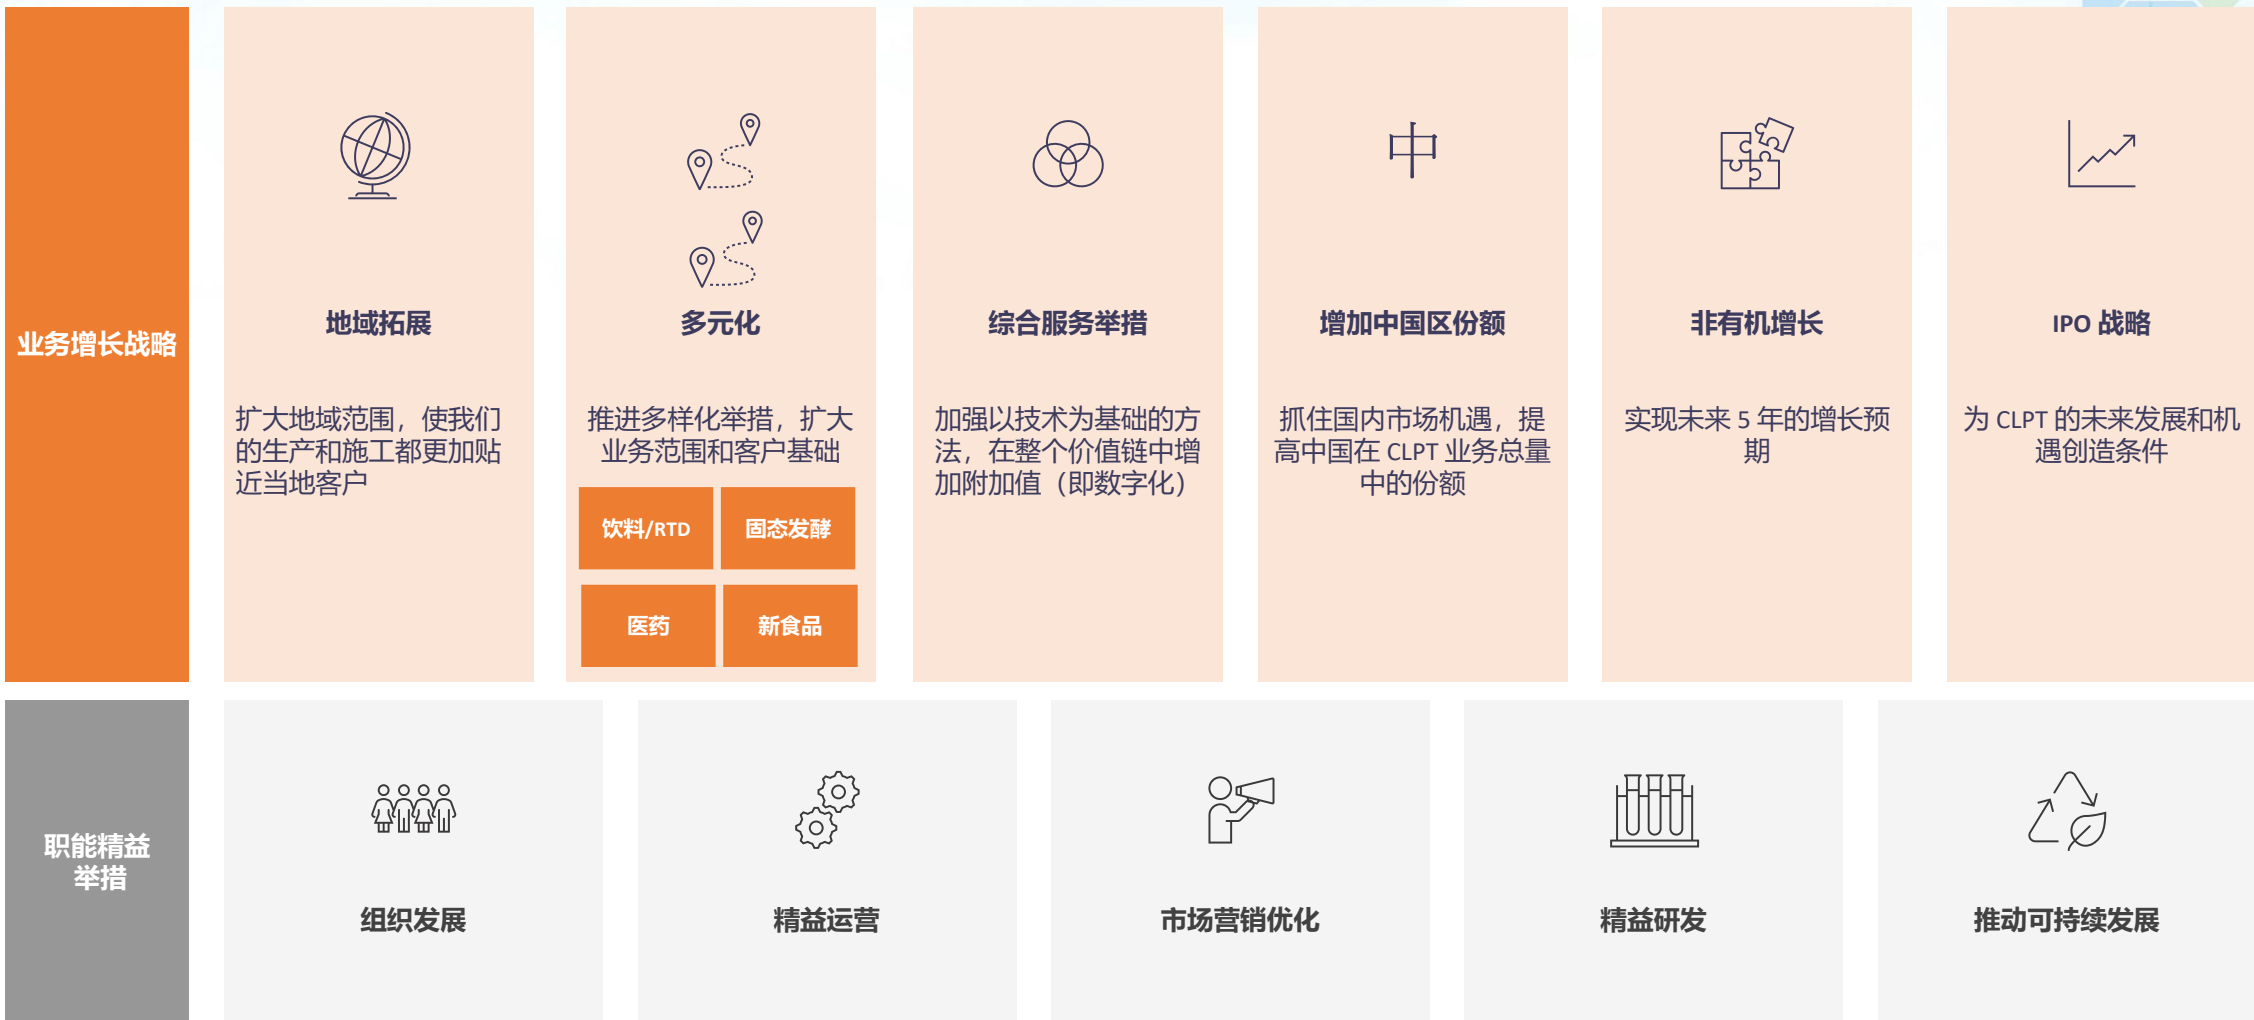 业务增长战略
地域拓展
扩大地域范围，使我们
的生产和施工都更加贴
近当地客户
多元化
推进多样化举措，扩大
业务范围和客户基础
饮料/RTD
固态发酵
医药
新食品
综合服务举措
加强以技术为基础的方
法，在整个价值链中增
加附加值（即数字化）
中
增加中国区份额
抓住国内市场机遇，提
高中国在 CLPT 业务总量
中的份额
非有机增长
实现未来 5 年的增长预
期
IPO 战略
为 CLPT 的未来发展和机
遇创造条件
职能精益
举措
组织发展
精益运营
市场营销优化
精益研发
推动可持续发展